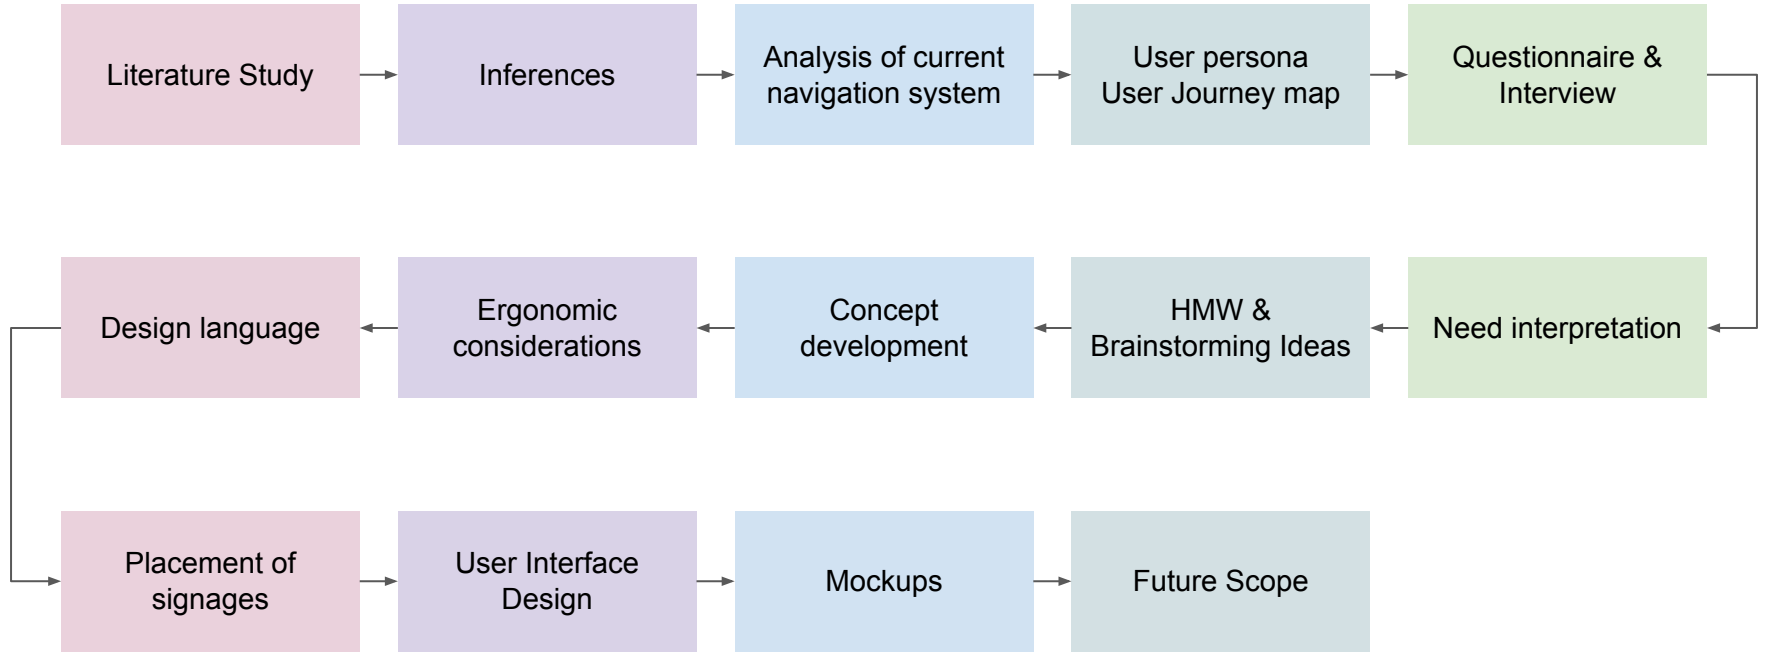 Literature Study
Inferences
Analysis of current
navigation system
User persona
User Journey map
Questionnaire &
Interview
Design language
Ergonomic
considerations
Concept
development
HMW &
Brainstorming Ideas
Need interpretation
Placement of
signages
User Interface
Design
Mockups
Future Scope